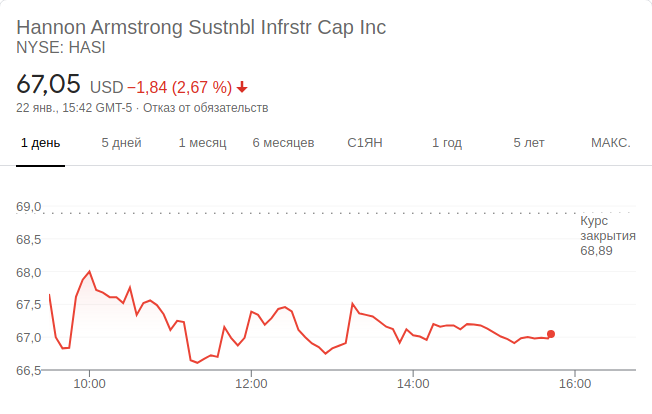 Hannon Armstrong Sustnbl Infrstr Cap Inc
NYSE: HASI
67,05 USD −1,84 (2,67 %)
22 янв., 15:42 GMT-5 · Отказ от обязательств
1 день 5 дней 1 месяц 6 месяцев С1ЯН 1 год 5 лет МАКС.
69,0
Курс
закрытия
68,89
68,5
68,0
67,5
67,0
66,5
10:00 12:00 14:00 16:00